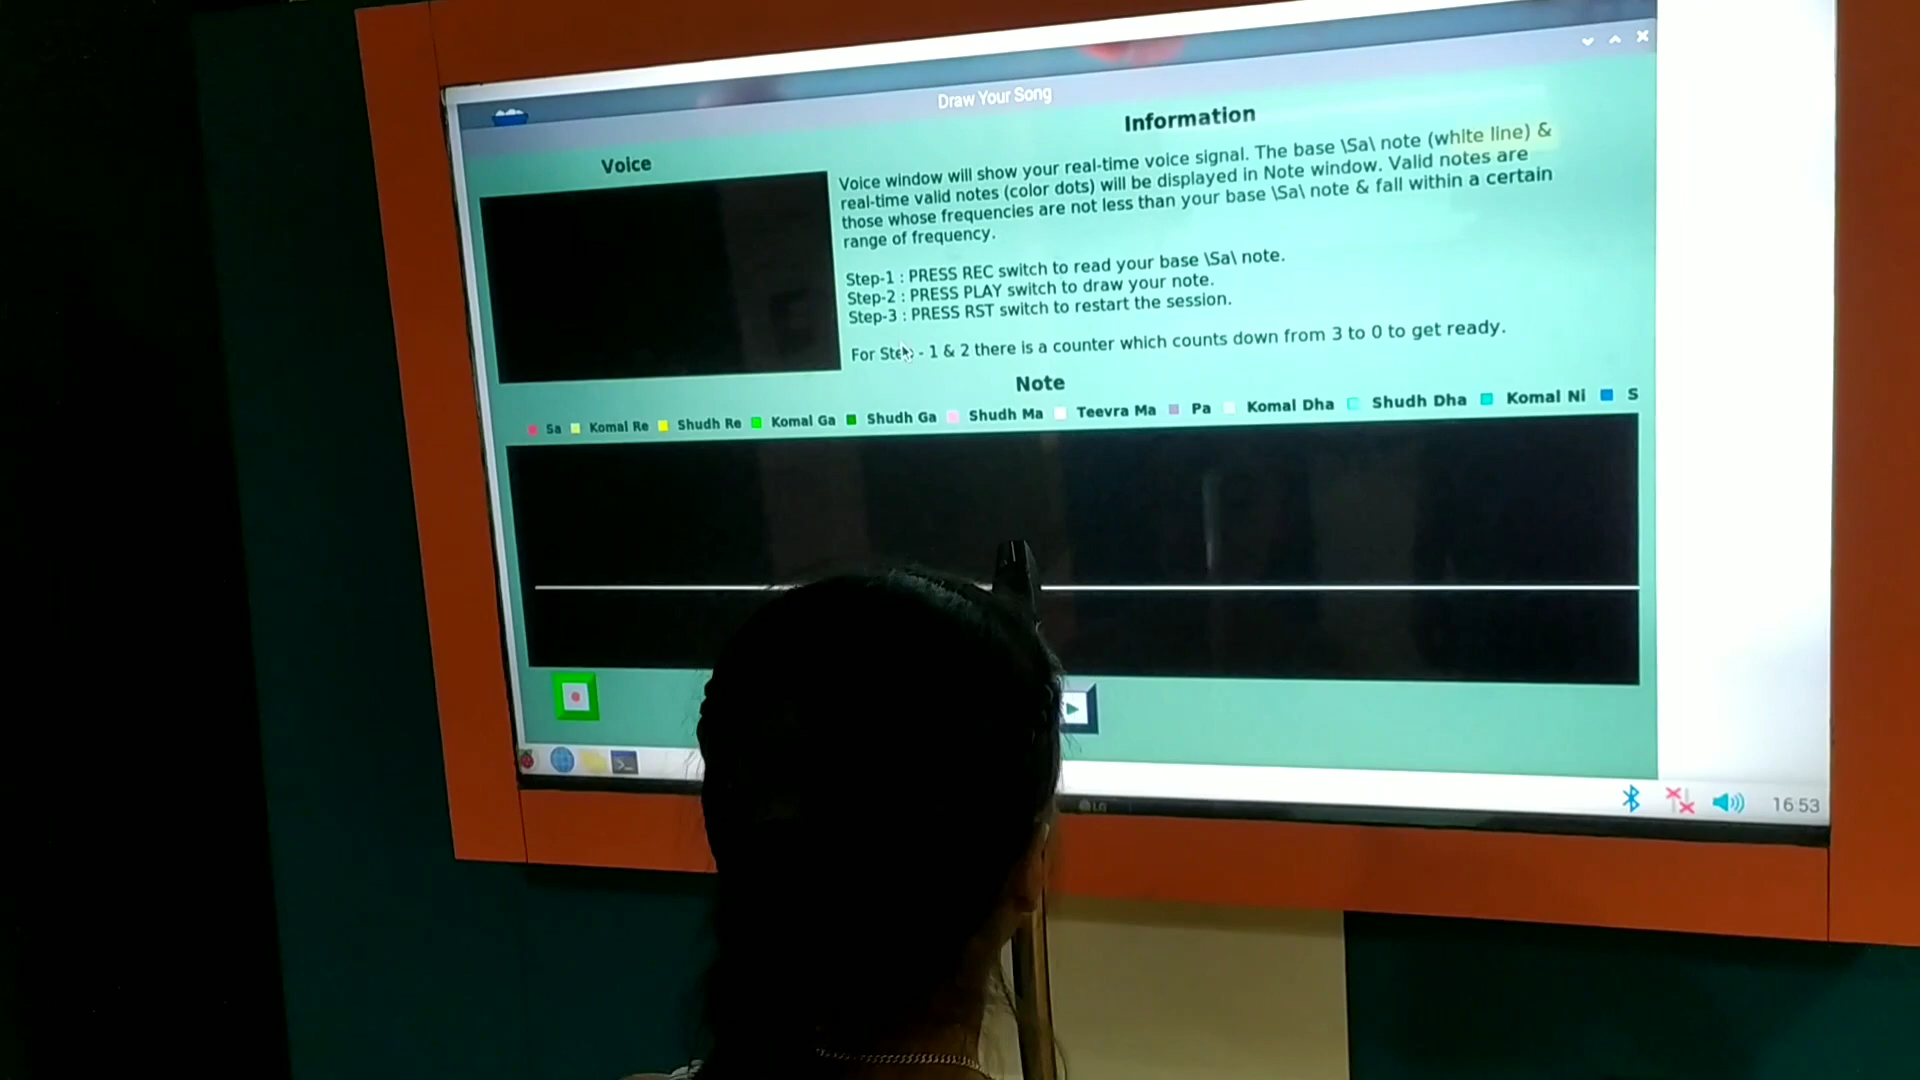 Draw Your Song
Information
Voice
Voice window will show your real-time voice signal. The base \Sa\ note (white line) &
real-time valid notes (color dots) will be displayed in Note window. Valid notes are
those whose frequencies are not less than your base \Sa\ note & fall within a certain
range of frequency.
Step-1 : PRESS REC switch to read your base \Sa\ note.
Step-2 : PRESS PLAY switch to draw your note.
Step-3 : PRESS RST switch to restart the session.
For Step - 1 & 2 there is a counter which counts down from 3 to 0 to get ready.
Note
Sa Komal Re Shudh Re Komal Ga Shudh Ga Shudh Ma Teevra Ma Pa Komal Dha Shudh Dha Komal Ni S
LG
16:53